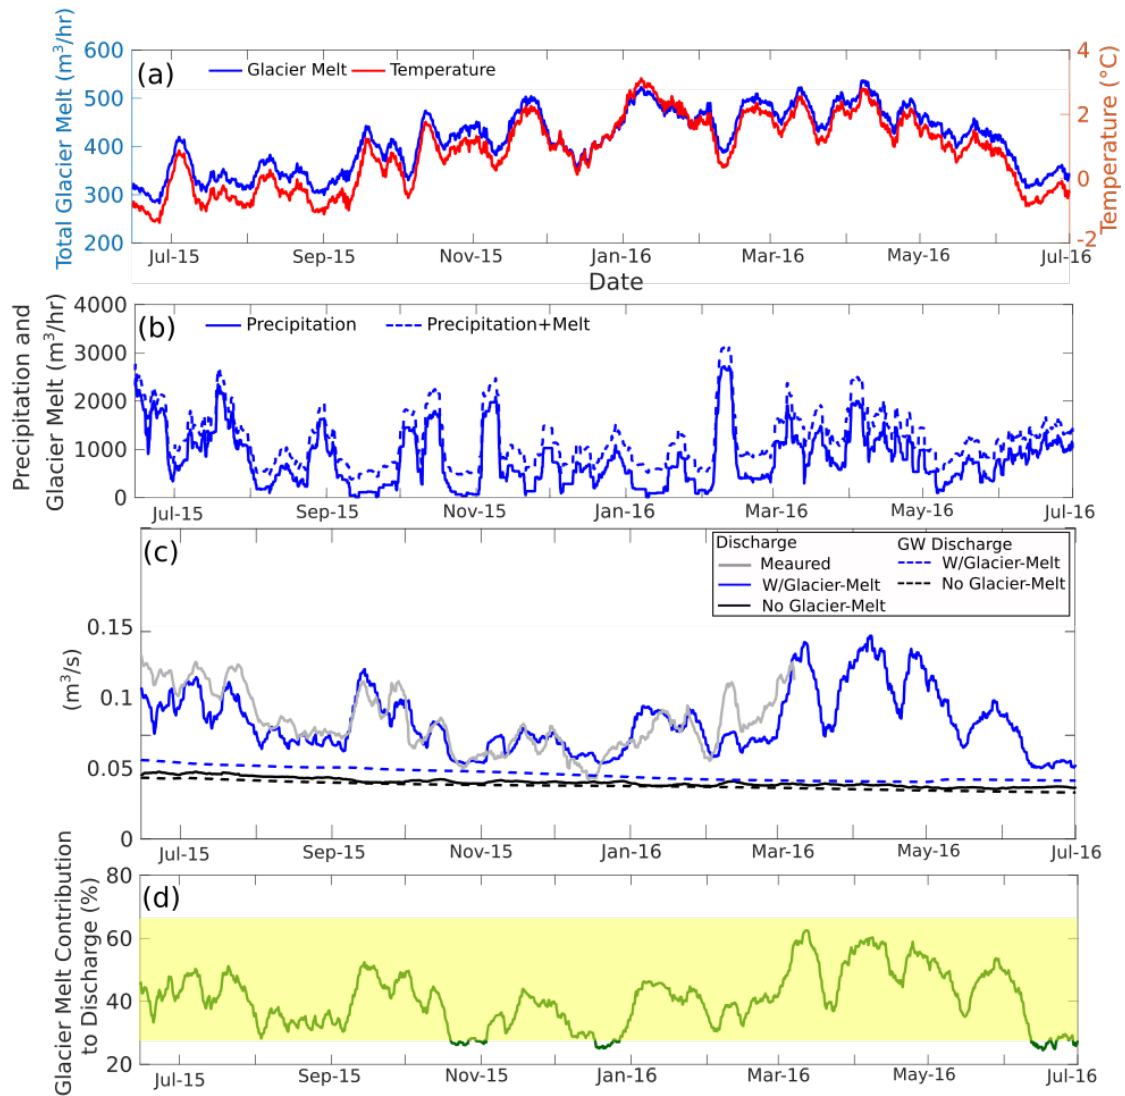 Total Glacier Melt (m³/hr)
600
500
400
300
200
(a)
Glacier Melt
Temperature
4
2
0
-2
Temperature (°C)
Jul-15
Sep-15
Nov-15
Jan-16
Mar-16
May-16
Jul-16
Date
Precipitation and
Glacier Melt (m³/hr)
4000
3000
2000
1000
0
(b)
Precipitation
Precipitation+Melt
Jul-15
Sep-15
Nov-15
Jan-16
Mar-16
May-16
Jul-16
(m³/s)
0.15
0.1
0.05
0
(c)
Discharge
Meaured
W/Glacier-Melt
No Glacier-Melt
GW Discharge
W/Glacier-Melt
No Glacier-Melt
Jul-15
Sep-15
Nov-15
Jan-16
Mar-16
May-16
Jul-16
Glacier Melt Contribution
to Discharge (%)
80
60
40
20
(d)
Jul-15
Sep-15
Nov-15
Jan-16
Mar-16
May-16
Jul-16